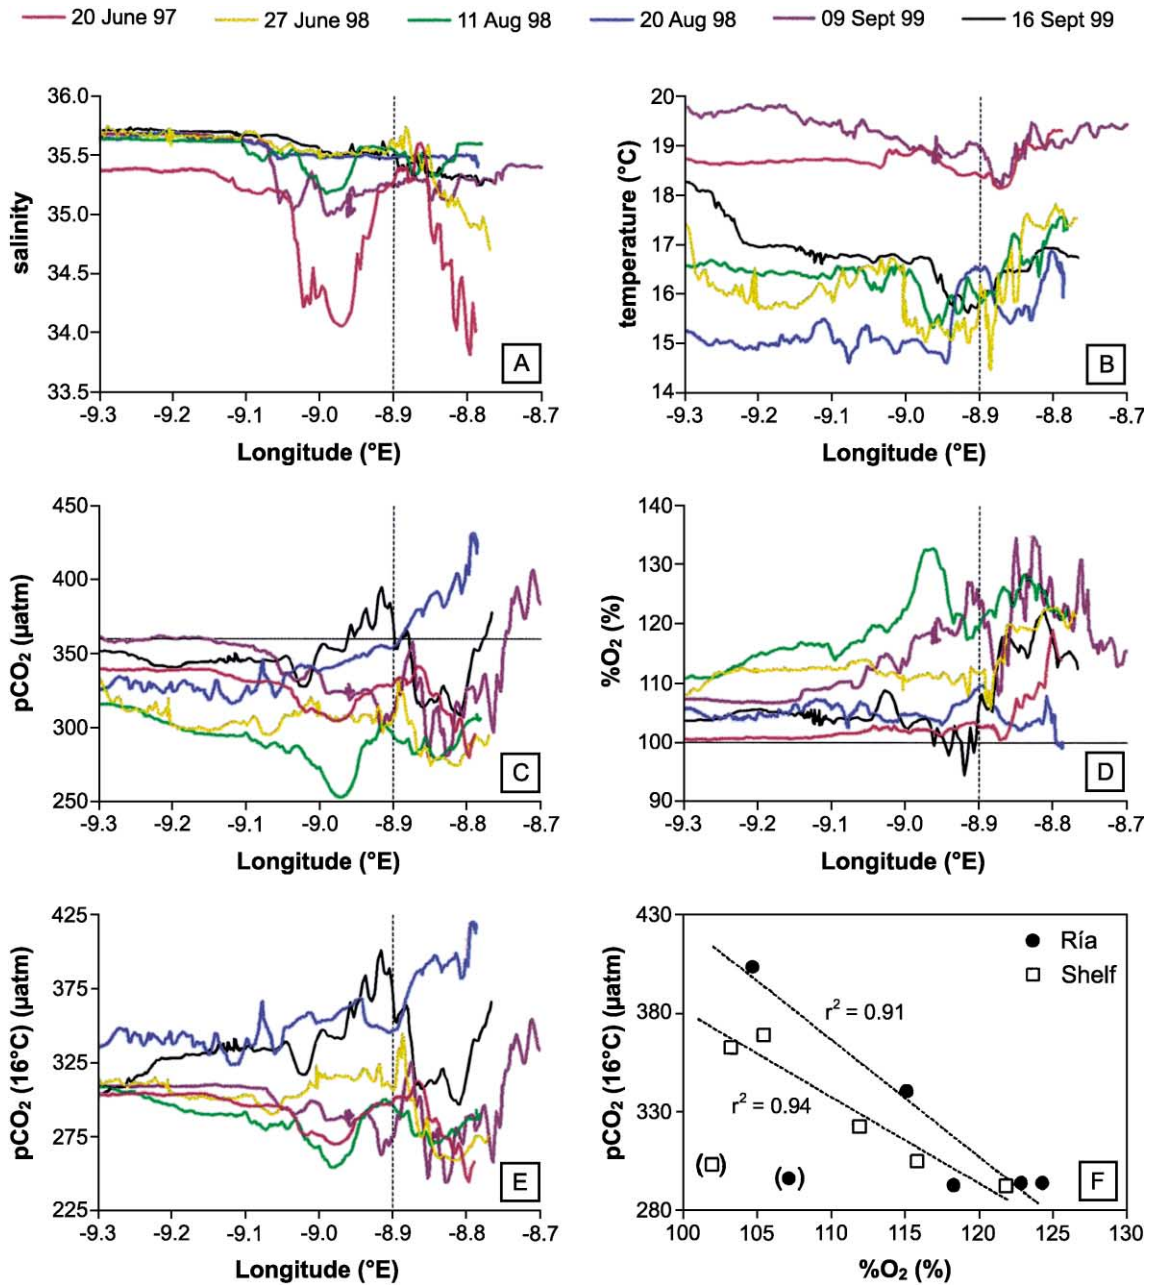 20 June 97 27 June 98 11 Aug 98 20 Aug 98 09 Sept 99 16 Sept 99
36.0
35.5
35.0
34.5
34.0
33.5
salinity
A
-9.3 -9.2 -9.1 -9.0 -8.9 -8.8 -8.7
Longitude (°E)
20
19
18
17
16
15
14
temperature (°C)
B
-9.3 -9.2 -9.1 -9.0 -8.9 -8.8 -8.7
Longitude (°E)
450
400
350
300
250
pCO₂ (µatm)
C
-9.3 -9.2 -9.1 -9.0 -8.9 -8.8 -8.7
Longitude (°E)
140
130
120
110
100
90
%O₂ (%)
D
-9.3 -9.2 -9.1 -9.0 -8.9 -8.8 -8.7
Longitude (°E)
425
375
325
275
225
pCO₂ (16°C) (µatm)
E
-9.3 -9.2 -9.1 -9.0 -8.9 -8.8 -8.7
Longitude (°E)
430
380
330
280
pCO₂ (16°C) (µatm)
Ría
Shelf
r² = 0.91
r² = 0.94
( ) ( )
F
100 105 110 115 120 125 130
%O₂ (%)